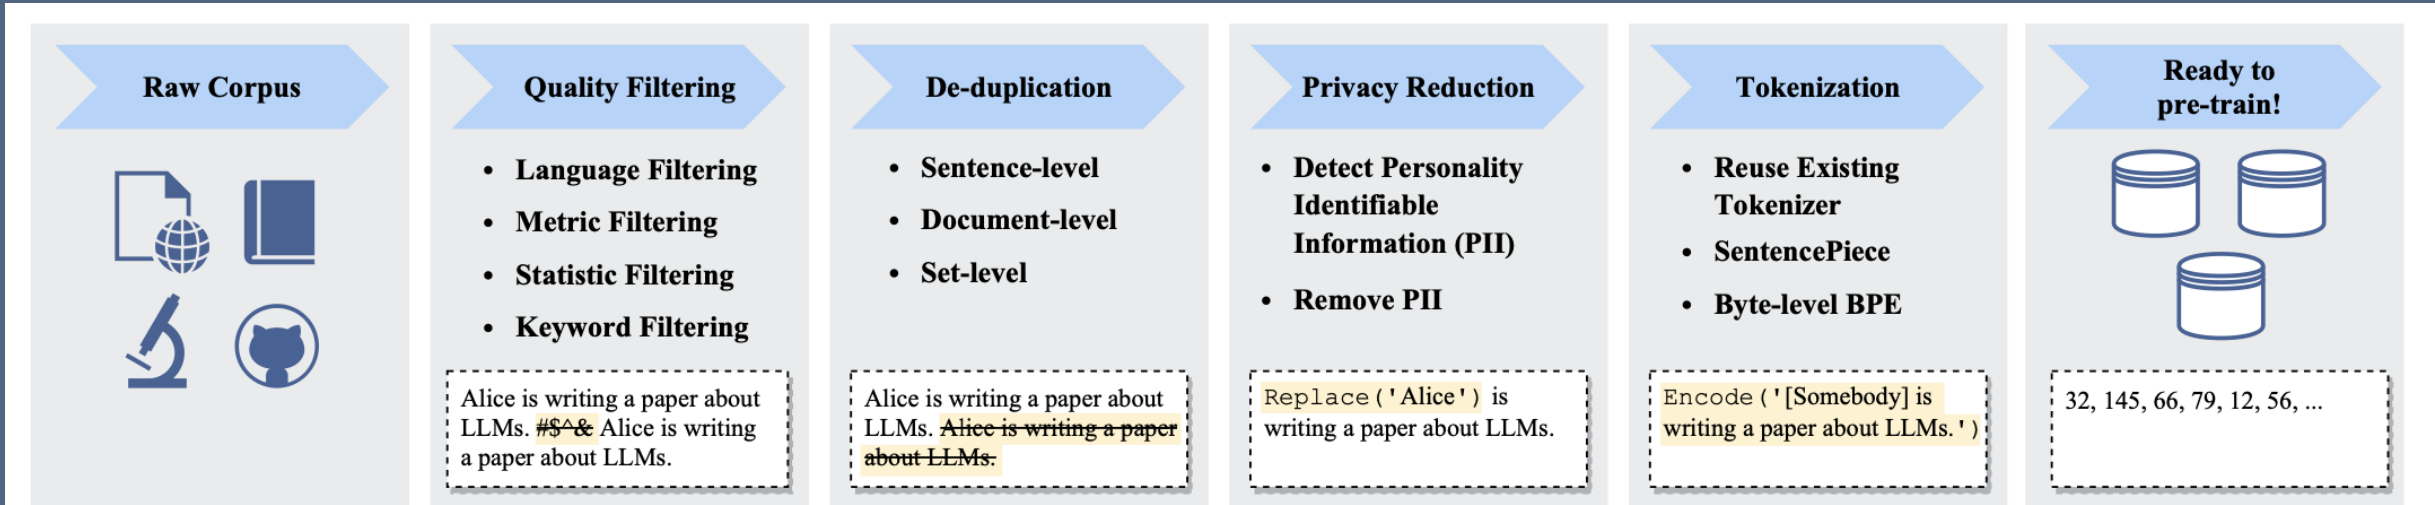 Raw Corpus
Quality Filtering
• Language Filtering
• Metric Filtering
• Statistic Filtering
• Keyword Filtering
Alice is writing a paper about
LLMs. #$^& Alice is writing
a paper about LLMs.
De-duplication
• Sentence-level
• Document-level
• Set-level
Alice is writing a paper about
LLMs. Alice is writing a paper
about LLMs.
Privacy Reduction
• Detect Personality
Identifiable
Information (PII)
• Remove PII
Replace('Alice') is
writing a paper about LLMs.
Tokenization
• Reuse Existing
Tokenizer
• SentencePiece
• Byte-level BPE
Encode('[Somebody] is
writing a paper about LLMs.')
Ready to
pre-train!
32, 145, 66, 79, 12, 56, ...